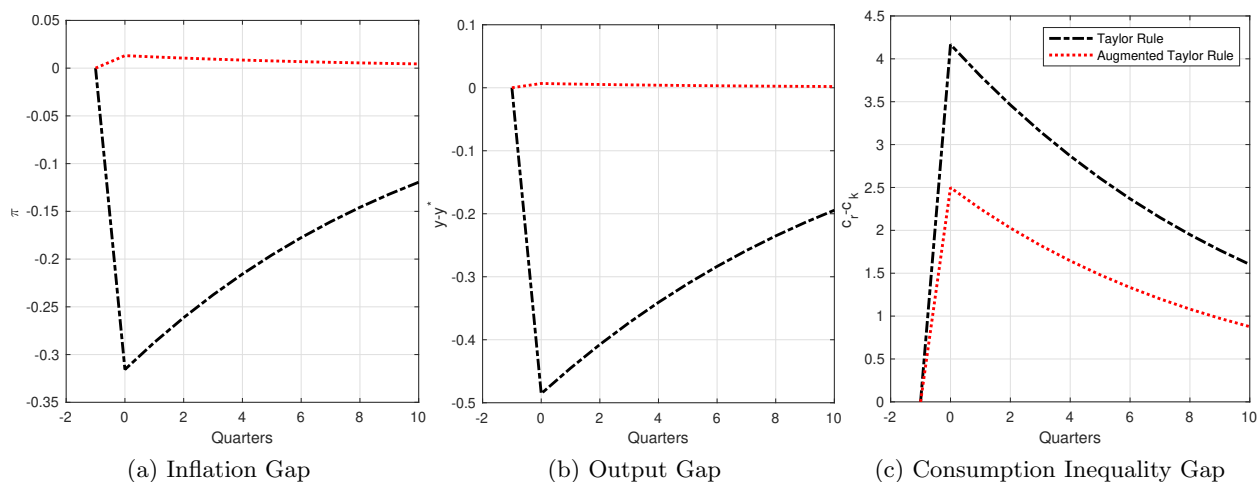 0.05
0
-0.05
-0.1
-0.15
-0.2
-0.25
-0.3
-0.35
π
-2 0 2 4 6 8 10
Quarters
(a) Inflation Gap
0.1
0
-0.1
-0.2
-0.3
-0.4
-0.5
y-y*
-2 0 2 4 6 8 10
Quarters
(b) Output Gap
4.5
4
3.5
3
2.5
2
1.5
1
0.5
0
c_r-c_k
-2 0 2 4 6 8 10
Quarters
Taylor Rule
Augmented Taylor Rule
(c) Consumption Inequality Gap